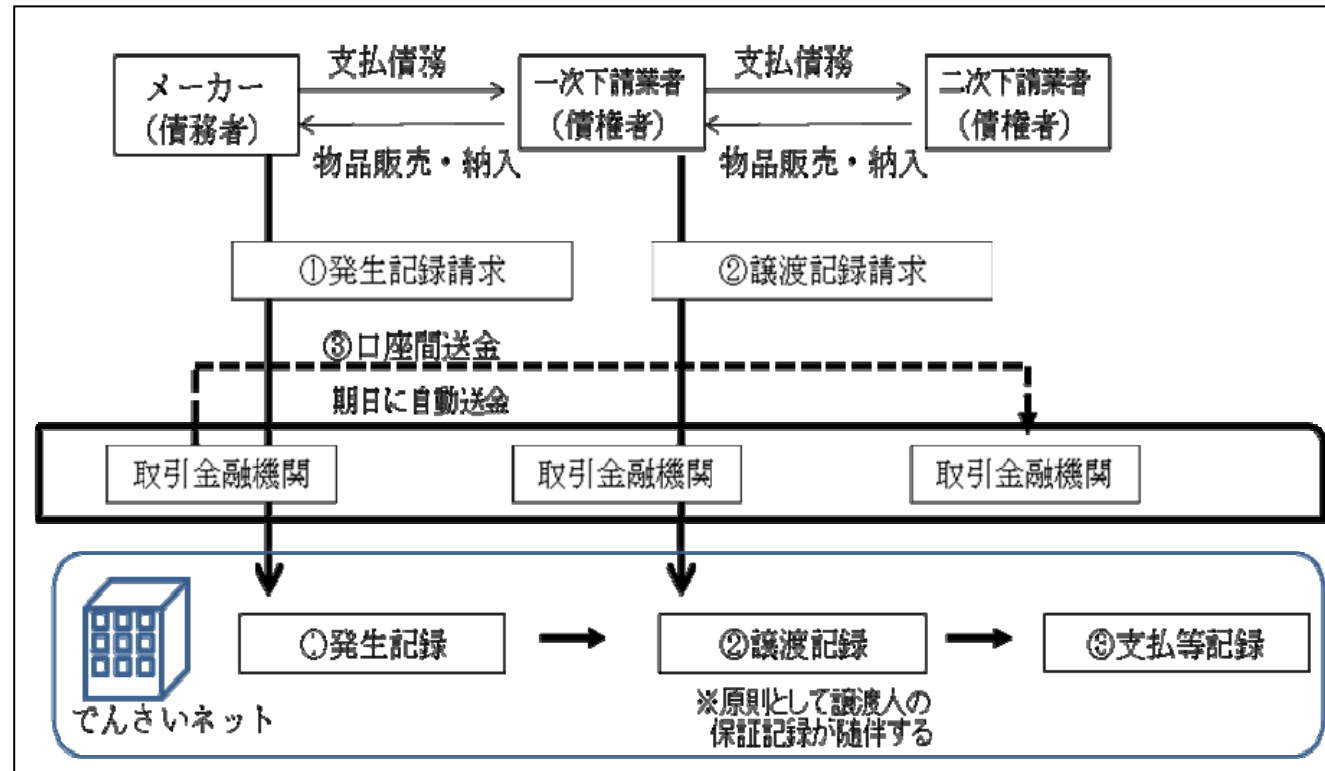 支払債務
支払債務
メーカー
(債務者)
一次下請業者
(債権者)
二次下請業者
(債権者)
物品販売・納入
物品販売・納入
①発生記録請求
②譲渡記録請求
③口座間送金
期日に自動送金
取引金融機関
取引金融機関
取引金融機関
①発生記録
②譲渡記録
③支払等記録
でんさいネット
※原則として譲渡人の
保証記録が随伴する